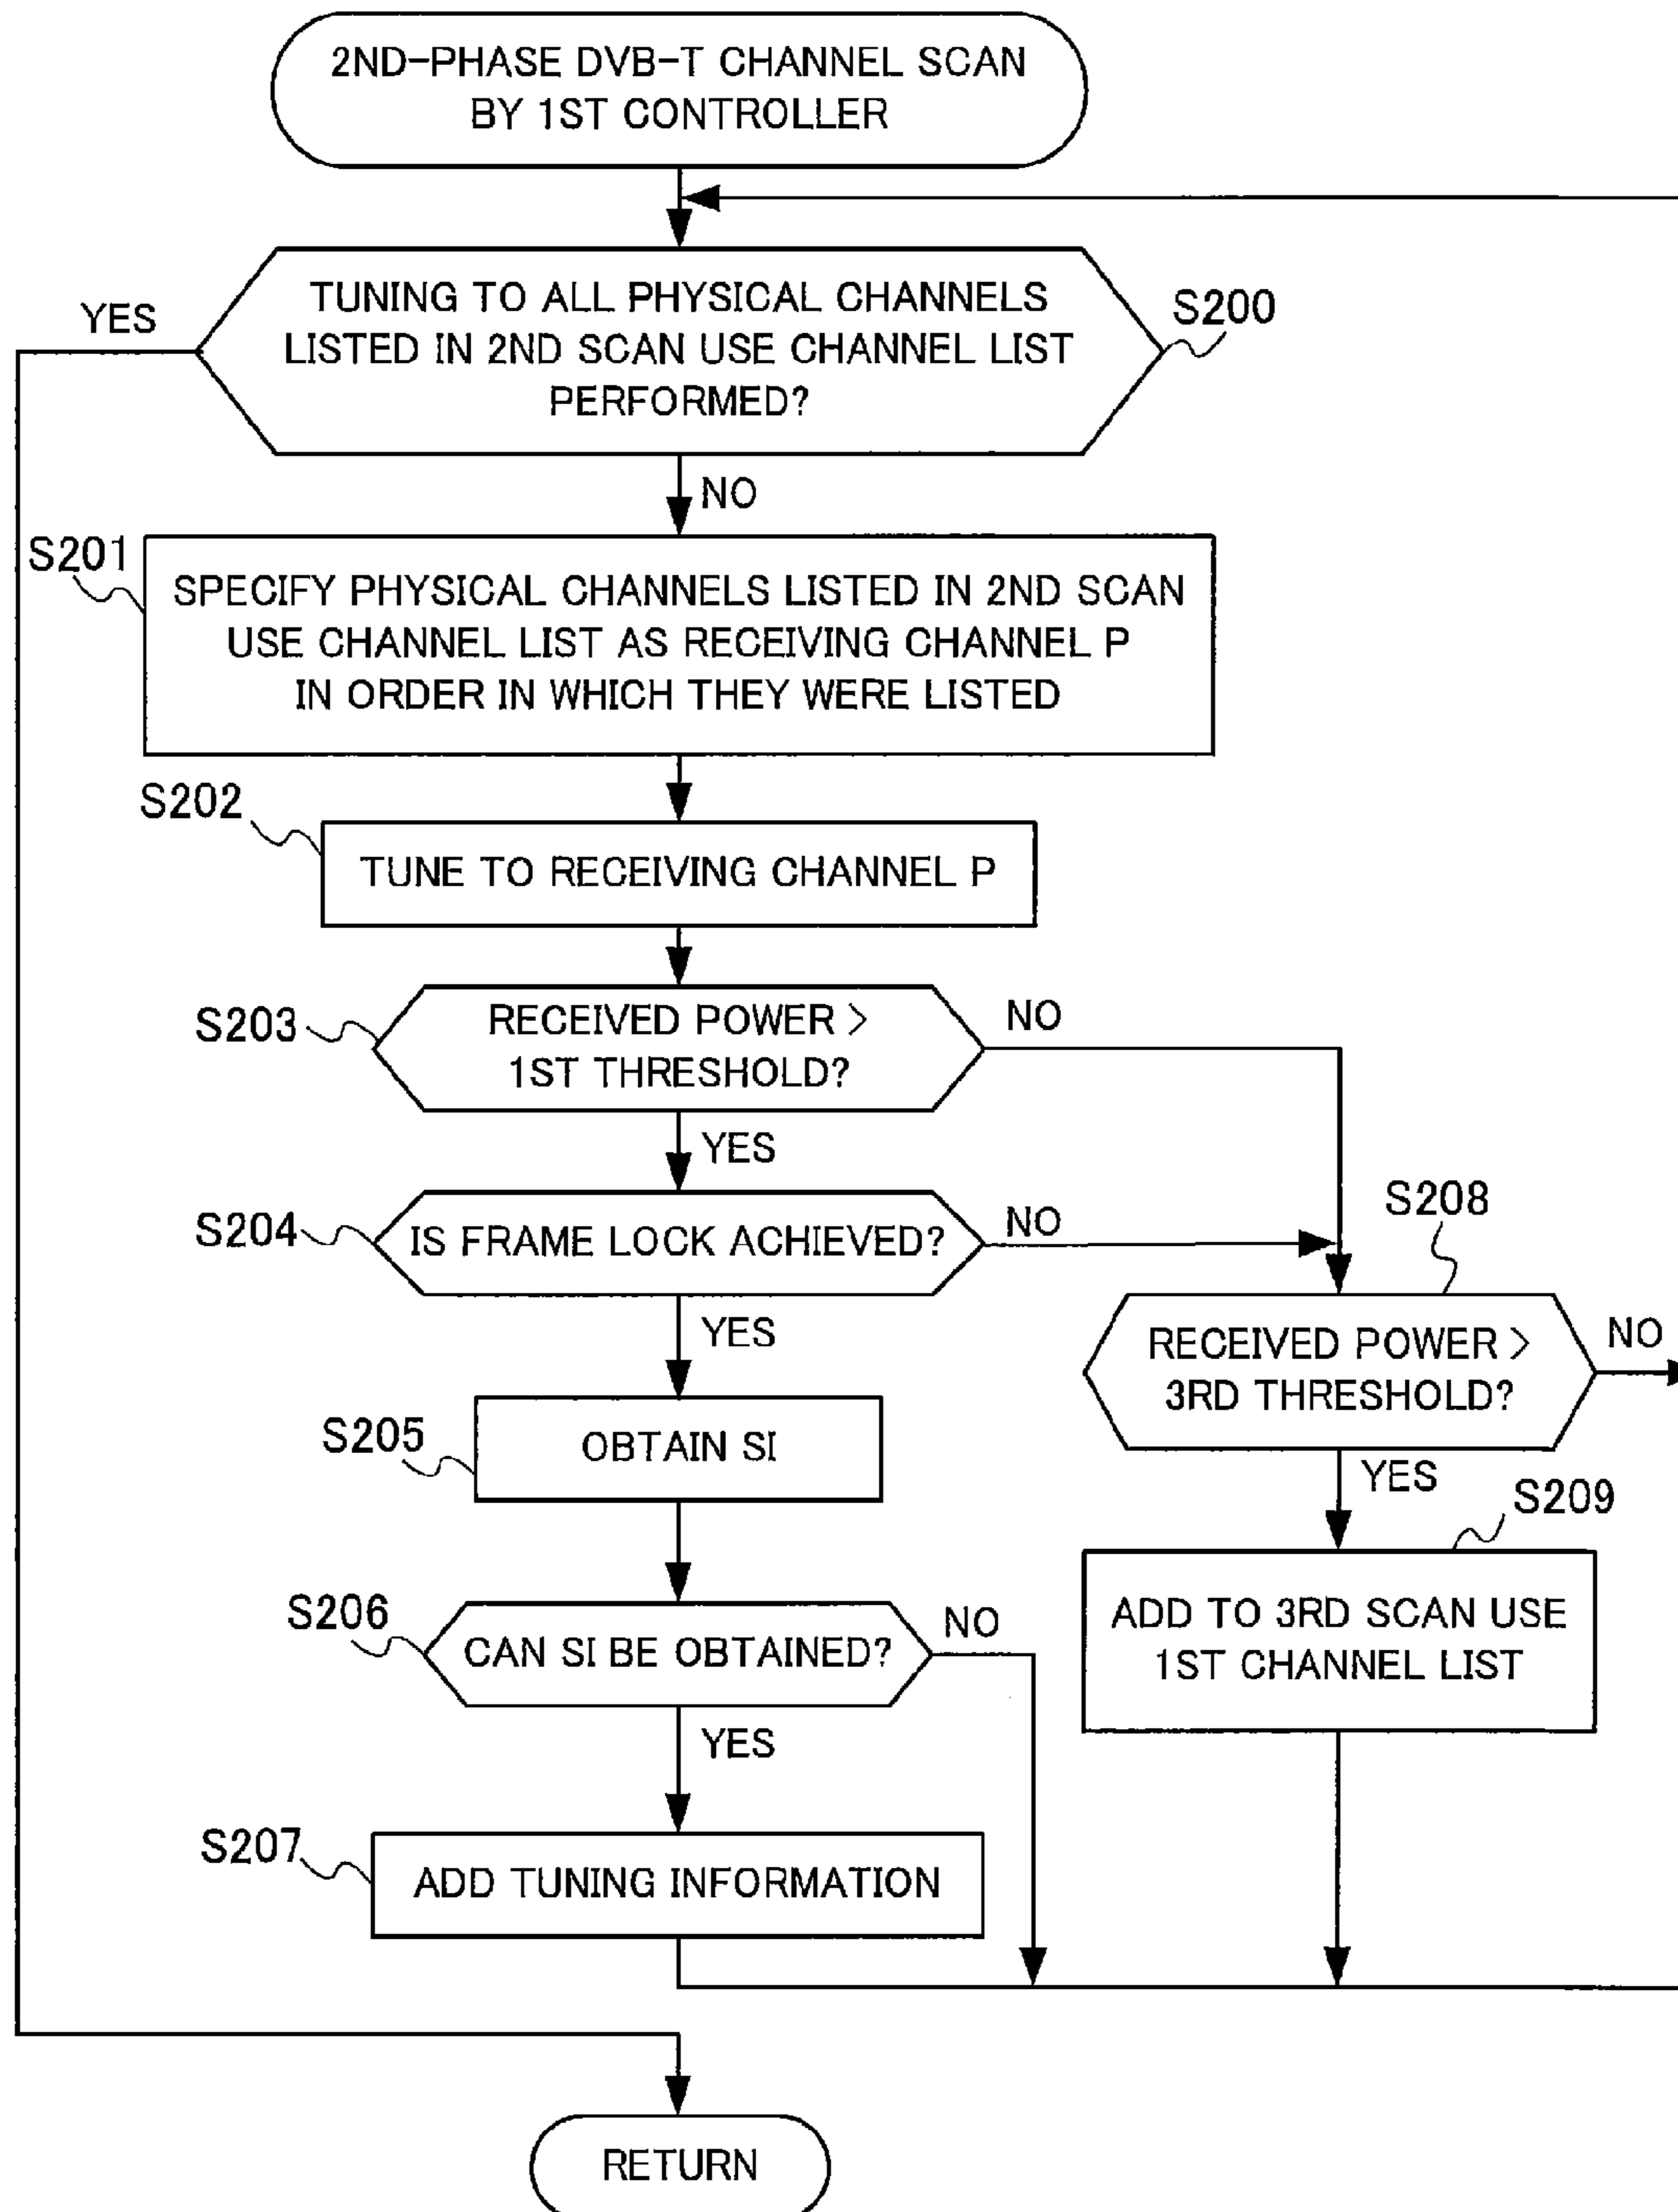 2ND-PHASE DVB-T CHANNEL SCAN
BY 1ST CONTROLLER
YES
TUNING TO ALL PHYSICAL CHANNELS
LISTED IN 2ND SCAN USE CHANNEL LIST
PERFORMED?
S200
NO
S201
SPECIFY PHYSICAL CHANNELS LISTED IN 2ND SCAN
USE CHANNEL LIST AS RECEIVING CHANNEL P
IN ORDER IN WHICH THEY WERE LISTED
S202
TUNE TO RECEIVING CHANNEL P
S203
RECEIVED POWER >
1ST THRESHOLD?
NO
YES
S204
IS FRAME LOCK ACHIEVED?
NO
YES
S208
RECEIVED POWER >
3RD THRESHOLD?
NO
YES
S205
OBTAIN SI
S209
ADD TO 3RD SCAN USE
1ST CHANNEL LIST
S206
CAN SI BE OBTAINED?
NO
YES
S207
ADD TUNING INFORMATION
RETURN